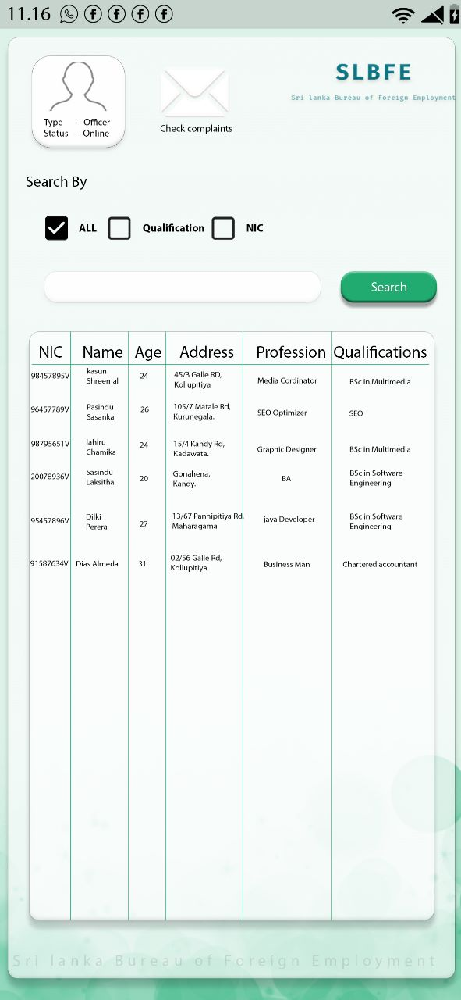 11.16
SLBFE
Sri lanka Bureau of Foreign Employment
Type - Officer
Status - Online
Check complaints
Search By
ALL Qualification NIC
Search
NIC Name Age Address Profession Qualifications
98457895V kasun Shreemal 24 45/3 Galle RD, Kollupitiya Media Cordinator BSc in Multimedia
96457789V Pasindu Sasanka 26 105/7 Matale Rd, Kurunegala. SEO Optimizer SEO
98795651V lahiru Chamika 24 15/4 Kandy Rd, Kadawata. Graphic Designer BSc in Multimedia
20078936V Sasindu Laksitha 20 Gonahena, Kandy. BA BSc in Software Engineering
95457896V Dilki Perera 27 13/67 Pannipitiya Rd, Maharagama java Developer BSc in Software Engineering
91587634V Dias Almeda 31 02/56 Galle Rd, Kollupitiya Business Man Chartered accountant
Sri lanka Bureau of Foreign Employment